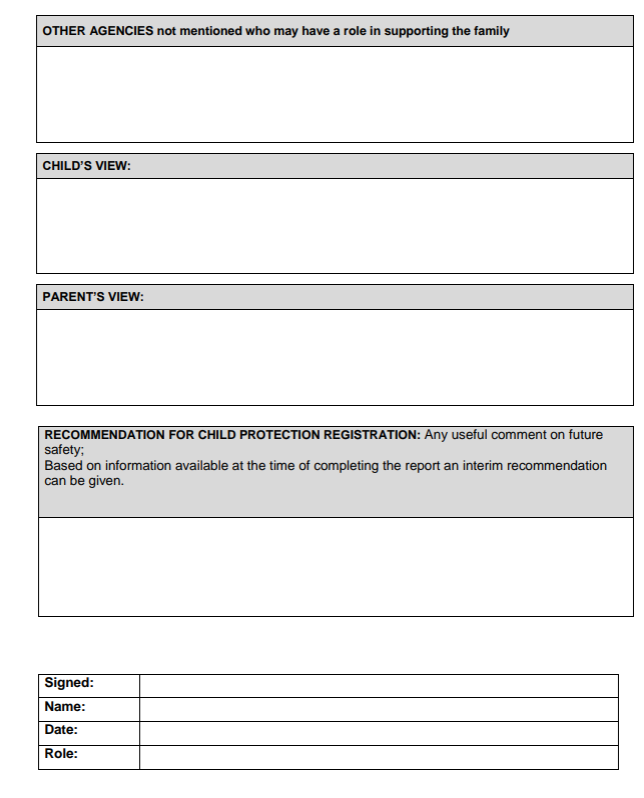 OTHER AGENCIES not mentioned who may have a role in supporting the family
CHILD’S VIEW:
PARENT’S VIEW:
RECOMMENDATION FOR CHILD PROTECTION REGISTRATION: Any useful comment on future
safety;
Based on information available at the time of completing the report an interim recommendation
can be given.
Signed:
Name:
Date:
Role: